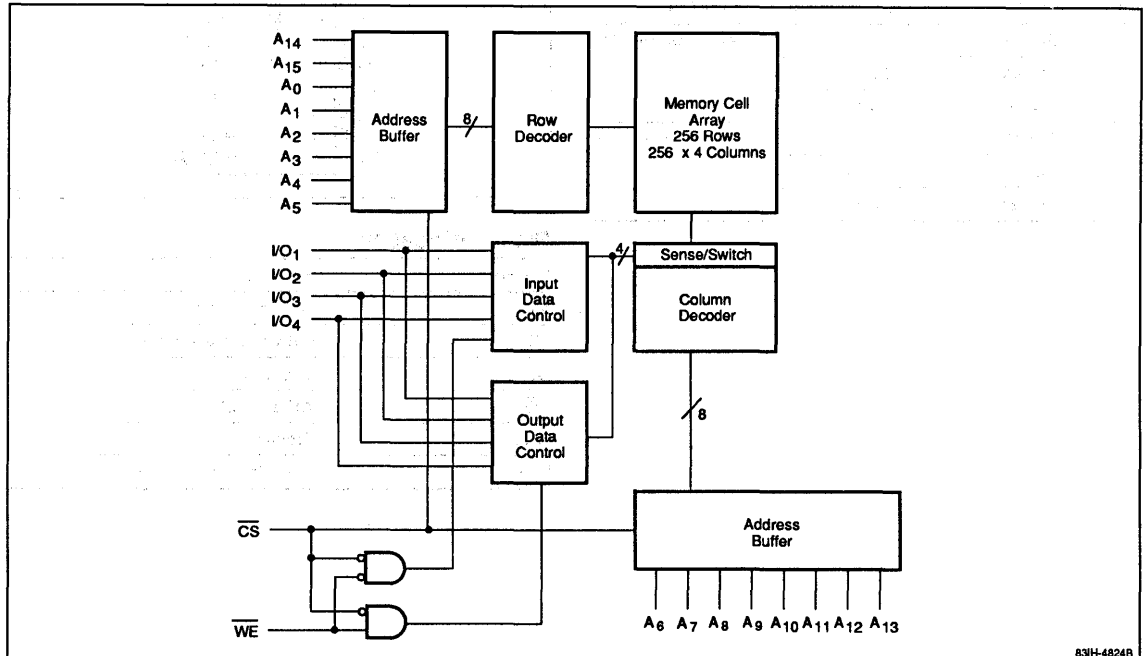 A14
A15
A0
A1
A2
A3
A4
A5
Address
Buffer
8
Row
Decoder
Memory Cell
Array
256 Rows
256 x 4 Columns
I/O1
I/O2
I/O3
I/O4
Input
Data
Control
4
Sense/Switch
Column
Decoder
Output
Data
Control
8
CS
WE
Address
Buffer
A6 A7 A8 A9 A10 A11 A12 A13
83IH-4824B